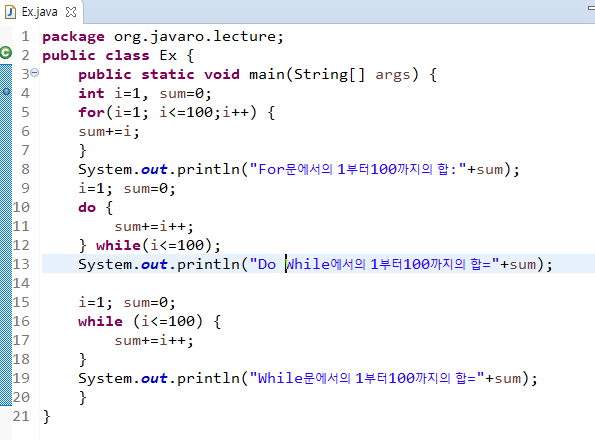 Ex.java
1 package org.javaro.lecture;
2 public class Ex {
3 public static void main(String[] args) {
4 int i=1, sum=0;
5 for(i=1; i<=100;i++) {
6 sum+=i;
7 }
8 System.out.println("For문에서의 1부터100까지의 합:"+sum);
9 i=1; sum=0;
10 do {
11 sum+=i++;
12 } while(i<=100);
13 System.out.println("Do While에서의 1부터100까지의 합="+sum);
14
15 i=1; sum=0;
16 while (i<=100) {
17 sum+=i++;
18 }
19 System.out.println("While문에서의 1부터100까지의 합="+sum);
20 }
21 }